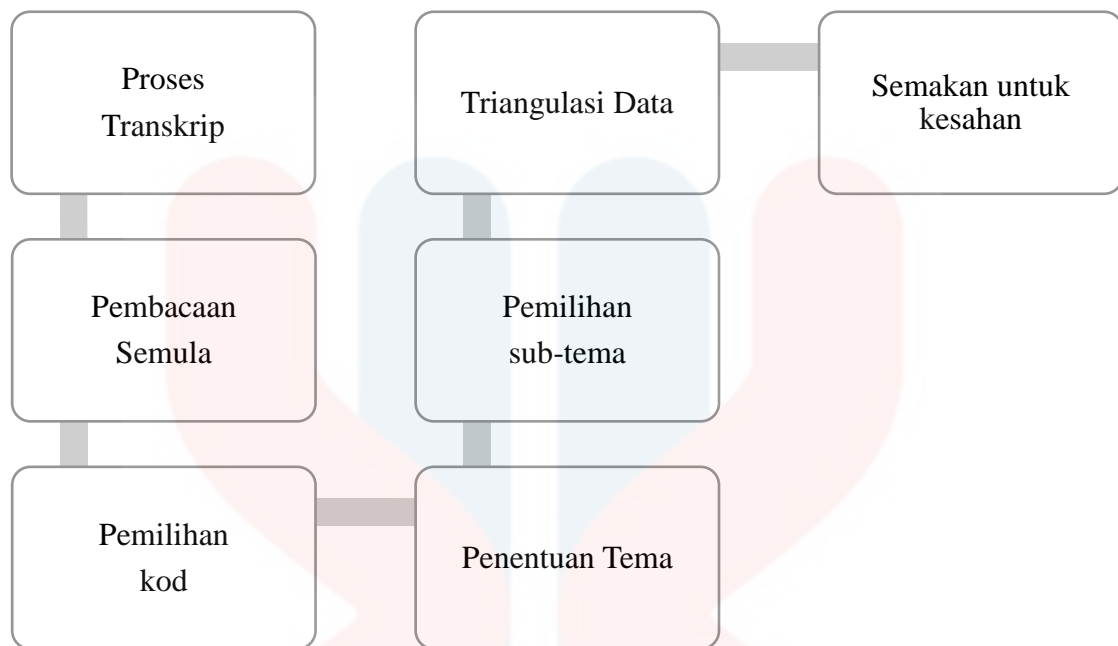 Proses
Transkrip
Pembacaan
Semula
Pemilihan
kod
Penentuan Tema
Pemilihan
sub-tema
Triangulasi Data
Semakan untuk
kesahan